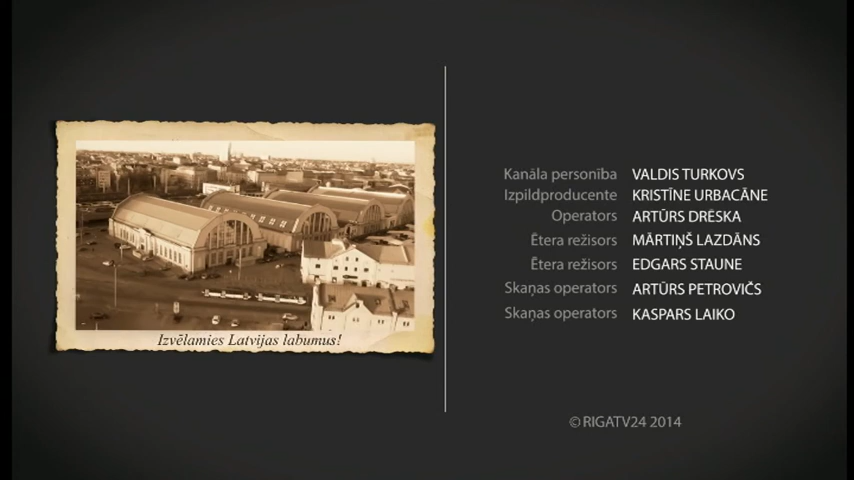 Izvēlamies Latvijas labumus!
Kanāla personība VALDIS TURKOVS
Izpildproducente KRISTĪNE URBACĀNE
Operators ARTŪRS DRĒSKA
Ētera režisors MĀRTIŅŠ LAZDĀNS
Ētera režisors EDGARS STAUNE
Skaņas operators ARTŪRS PETROVIČS
Skaņas operators KASPARS LAIKO
© RIGATV24 2014